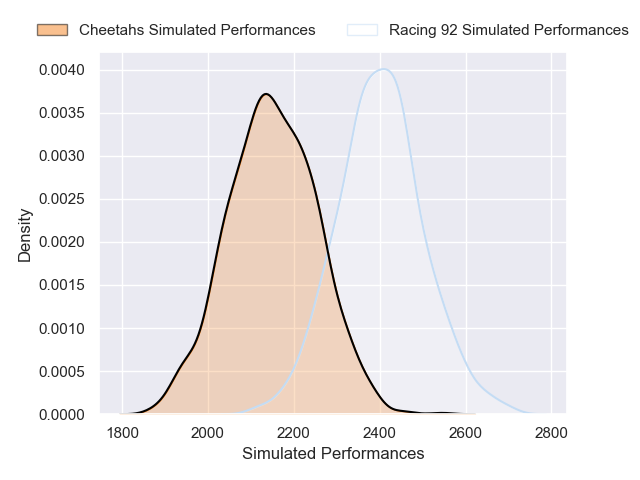 Cheetahs Simulated Performances Racing 92 Simulated Performances
0.0040
0.0035
0.0030
0.0025
0.0020
0.0015
0.0010
0.0005
0.0000
Density
1800 2000 2200 2400 2600 2800
Simulated Performances